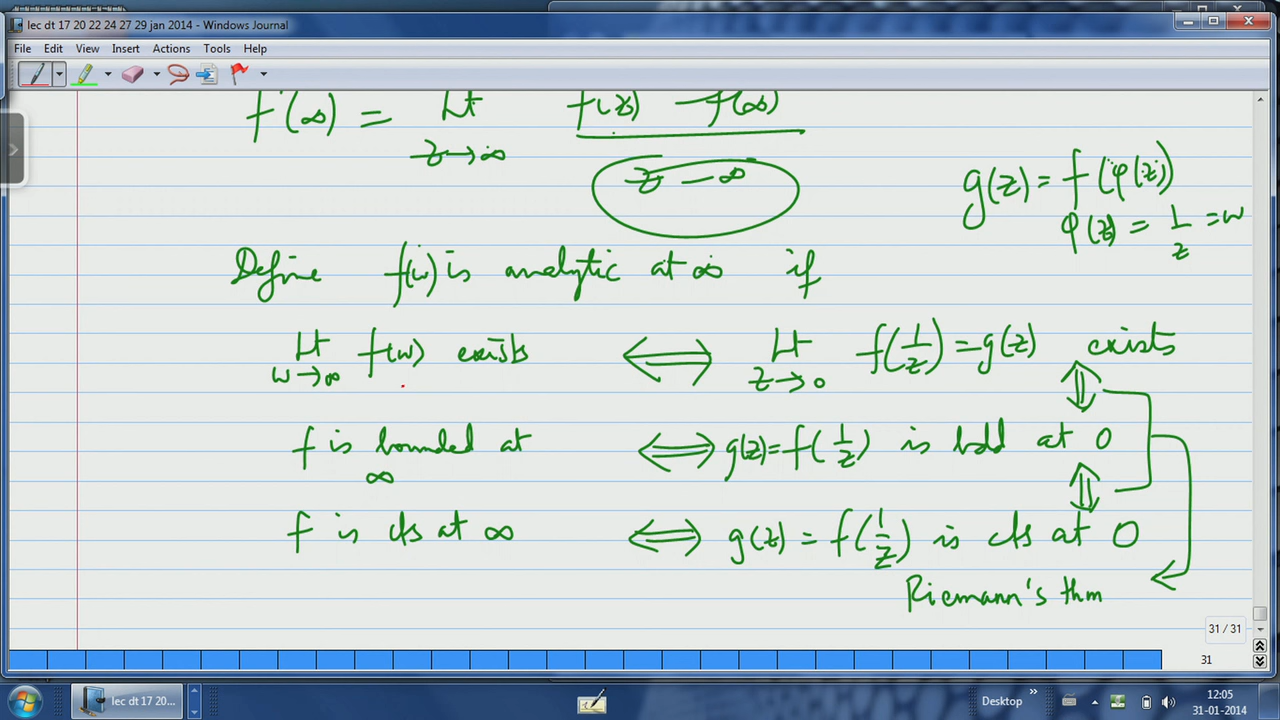 lec dt 17 20 22 24 27 29 jan 2014 - Windows Journal
File Edit View Insert Actions Tools Help
f'(∞) = Lt f(z) - f(∞)
z→∞ z - ∞
g(z) = f(φ(z))
φ(z) = 1/z = w
Define f(w) is analytic at ∞ if
Lt f(w) exists ⟺ Lt f(1/z) = g(z) exists
w→∞ z→0
f is bounded at ⟺ g(z) = f(1/z) is bdd at 0
∞
f is cts at ∞ ⟺ g(z) = f(1/z) is cts at 0
Riemann's thm
31 / 31
31
lec dt 17 20...
Desktop
12:05
31-01-2014